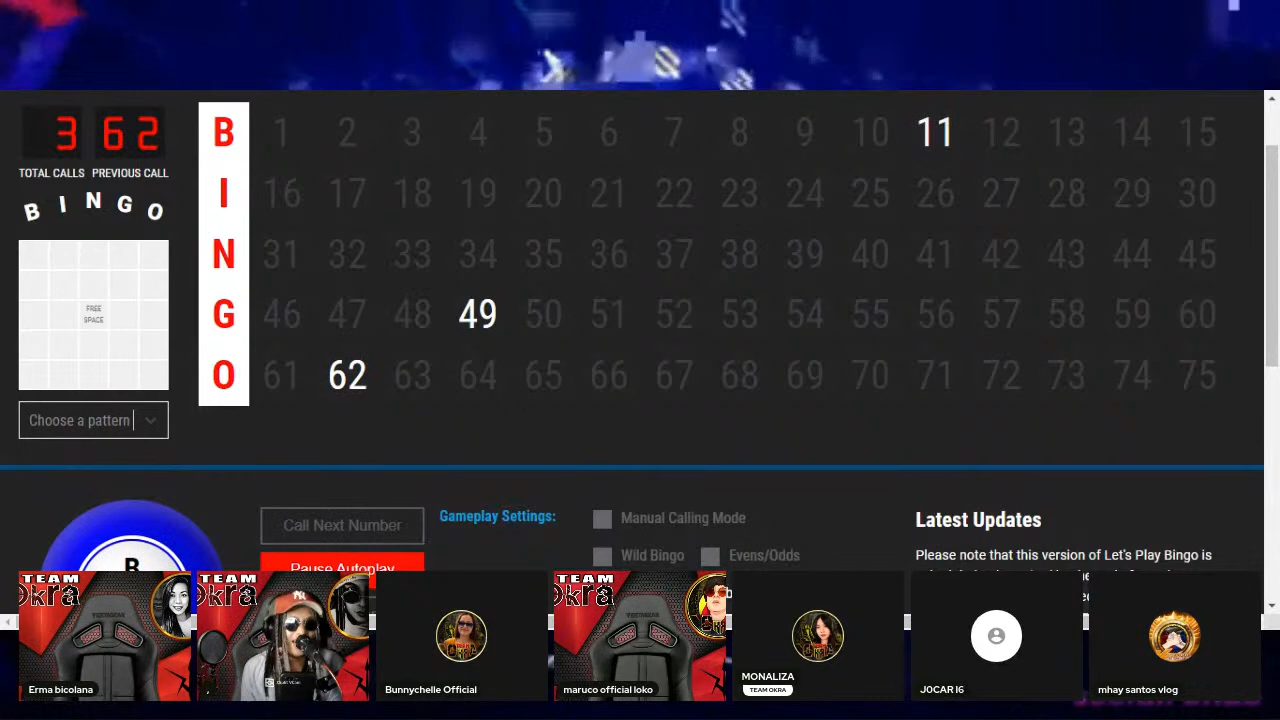 3 62
TOTAL CALLS PREVIOUS CALL
B I N G O
FREE
SPACE
Choose a pattern
B 1 2 3 4 5 6 7 8 9 10 11 12 13 14 15
I 16 17 18 19 20 21 22 23 24 25 26 27 28 29 30
N 31 32 33 34 35 36 37 38 39 40 41 42 43 44 45
G 46 47 48 49 50 51 52 53 54 55 56 57 58 59 60
O 61 62 63 64 65 66 67 68 69 70 71 72 73 74 75
B
Call Next Number
Pause Autoplay
Gameplay Settings:
Manual Calling Mode
Wild Bingo Evens/Odds
Latest Updates
Please note that this version of Let's Play Bingo is
TEAM
Okra
Erma bicolana
TEAM
Okra
Bunnychelle Official
TEAM
Okra
maruco official loko
MONALIZA
TEAM OKRA
JOCAR I6
mhay santos vlog